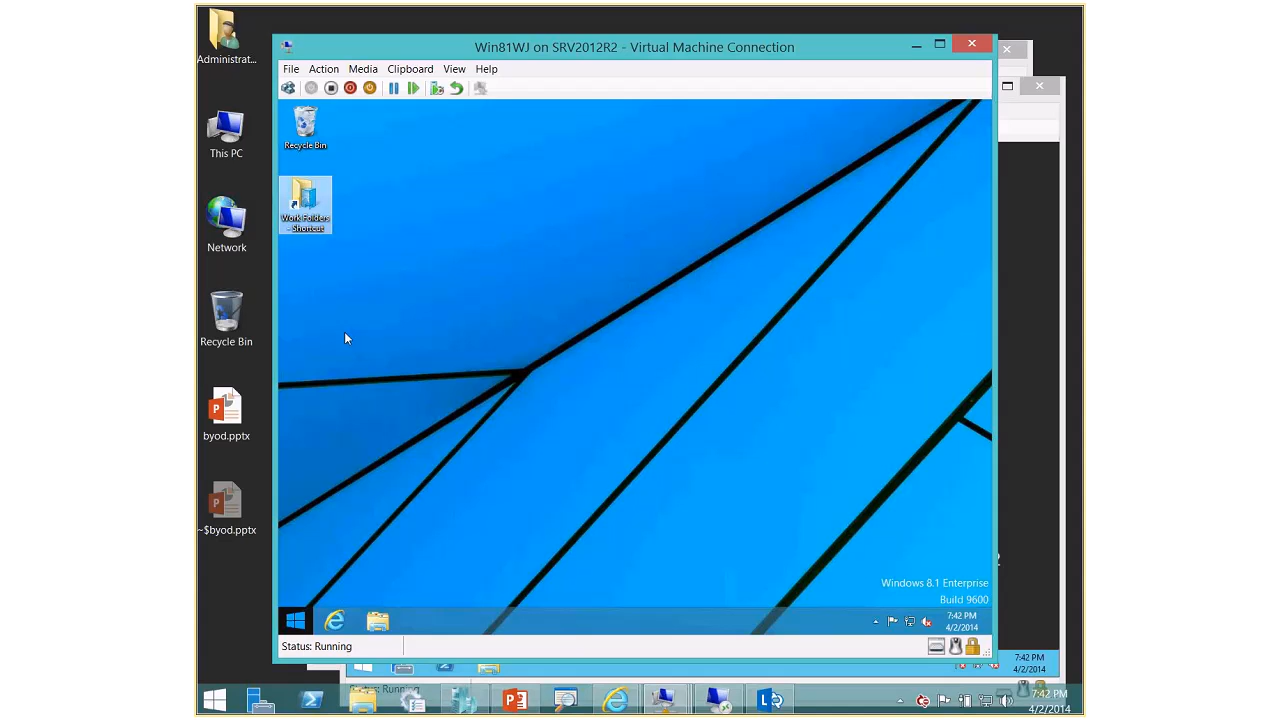 Administrat...
This PC
Network
Recycle Bin
byod.pptx
~$byod.pptx
Win81WJ on SRV2012R2 - Virtual Machine Connection
File Action Media Clipboard View Help
Recycle Bin
Work Folders
- Shortcut
Windows 8.1 Enterprise
Build 9600
7:42 PM
4/2/2014
Status: Running
7:42 PM
4/2/2014
Status: Running
7:42 PM
4/2/2014